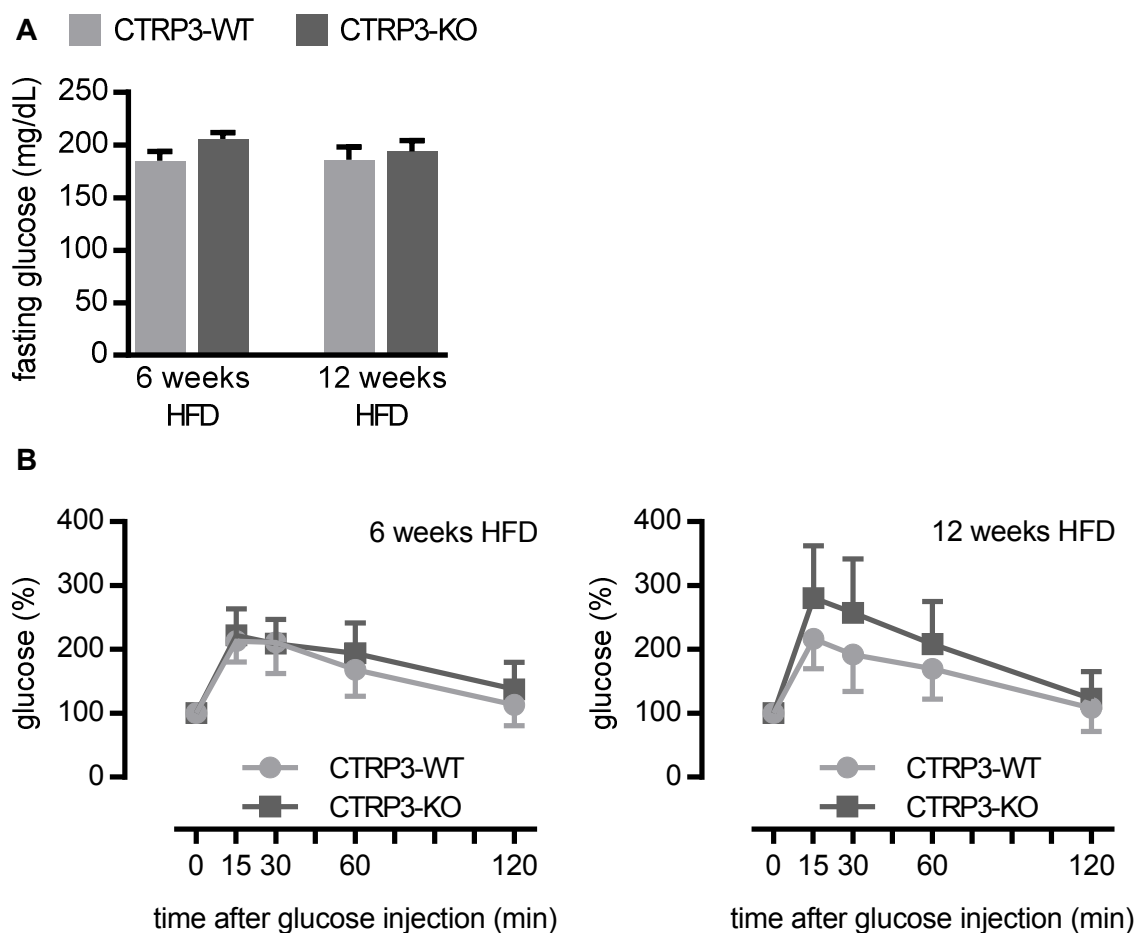 A CTRP3-WT CTRP3-KO
fasting glucose (mg/dL)
250
200
150
100
50
0
6 weeks 12 weeks
HFD HFD
B
glucose (%)
400
300
200
100
0
6 weeks HFD
CTRP3-WT
CTRP3-KO
0 15 30 60 120
time after glucose injection (min)
glucose (%)
400
300
200
100
0
12 weeks HFD
CTRP3-WT
CTRP3-KO
0 15 30 60 120
time after glucose injection (min)